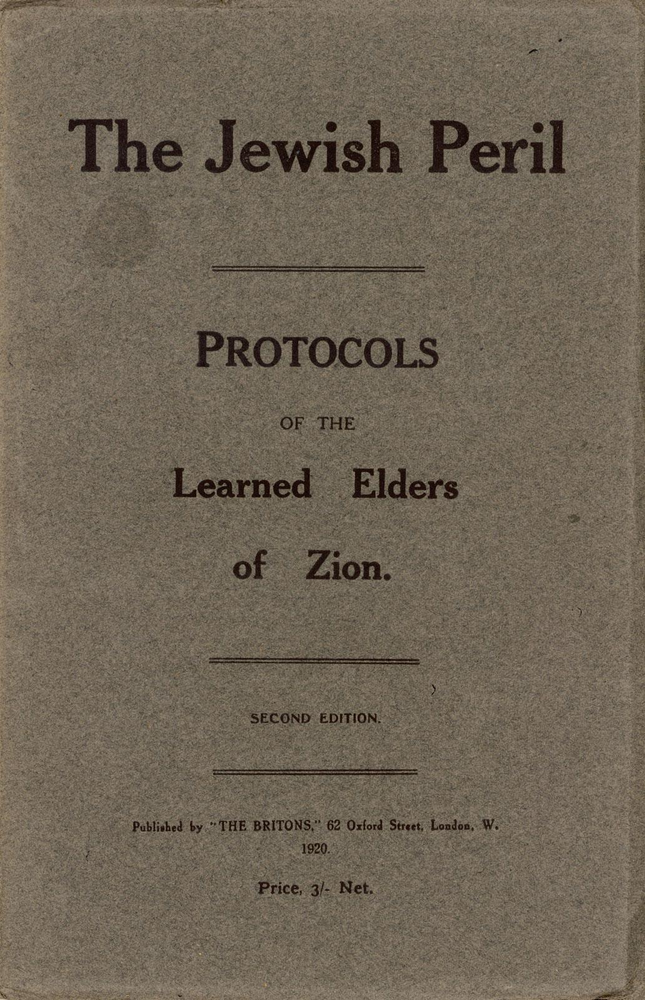 The Jewish Peril
PROTOCOLS
OF THE
Learned Elders
of Zion.
SECOND EDITION.
Published by "THE BRITONS," 62 Oxford Street, London, W.
1920.
Price, 3/- Net.